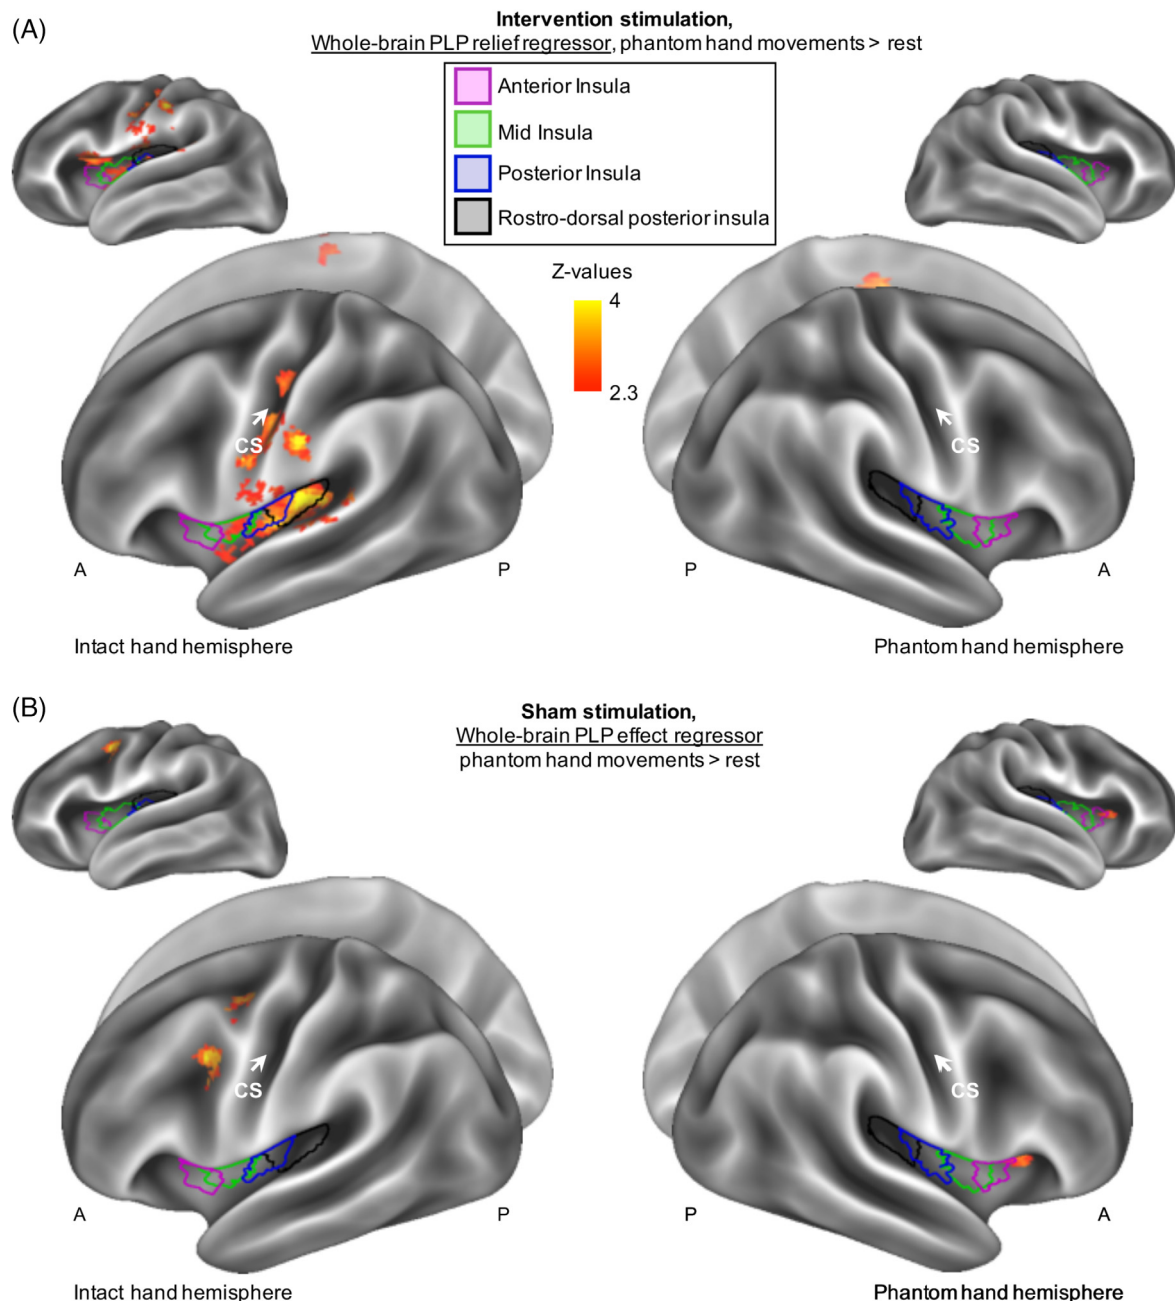 (A)
Intervention stimulation,
Whole-brain PLP relief regressor, phantom hand movements > rest
Anterior Insula
Mid Insula
Posterior Insula
Rostro-dorsal posterior insula
Z-values
4
2.3
CS
CS
A
P
P
A
Intact hand hemisphere
Phantom hand hemisphere
(B)
Sham stimulation,
Whole-brain PLP effect regressor
phantom hand movements > rest
CS
CS
A
P
P
A
Intact hand hemisphere
Phantom hand hemisphere